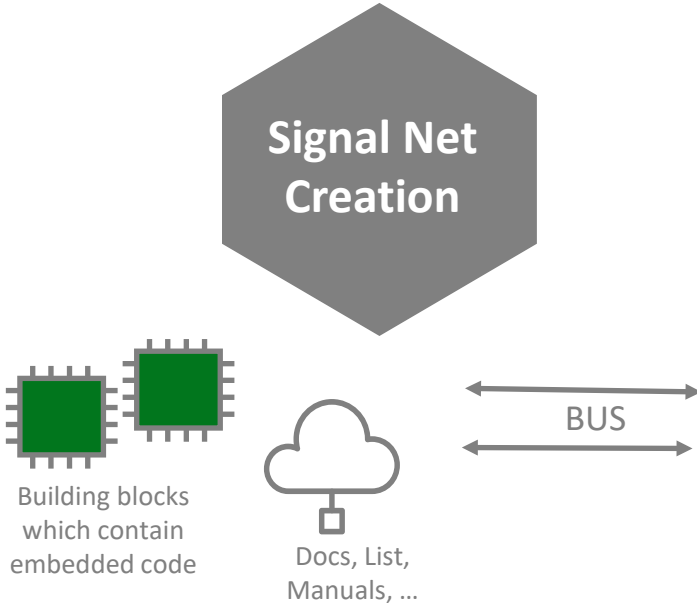 Signal Net
Creation
BUS
Building blocks
which contain
embedded code
Docs, List,
Manuals, ...